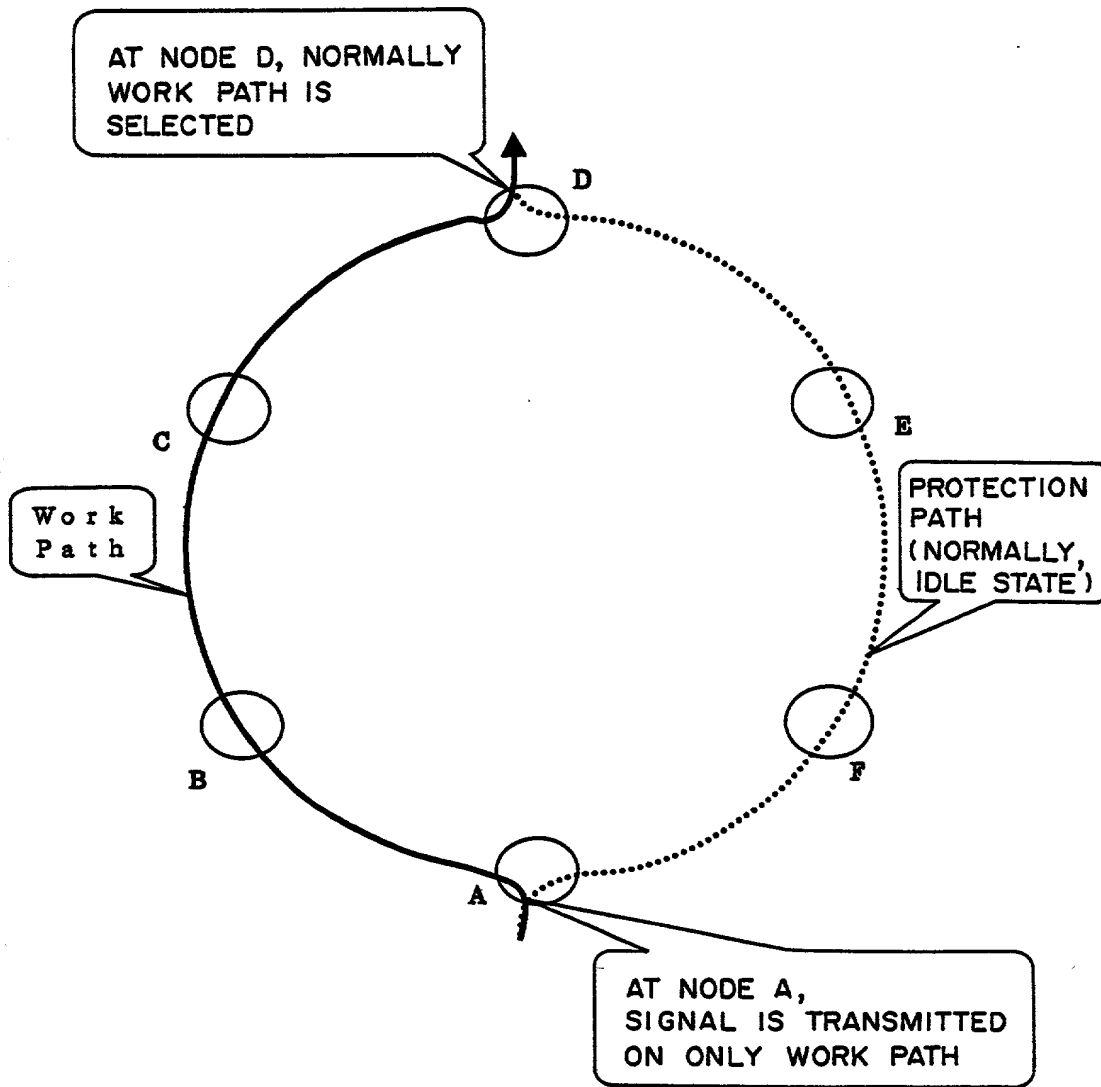 AT NODE D, NORMALLY
WORK PATH IS
SELECTED
D
C
E
Work
Path
PROTECTION
PATH
(NORMALLY,
IDLE STATE)
B
F
A
AT NODE A,
SIGNAL IS TRANSMITTED
ON ONLY WORK PATH